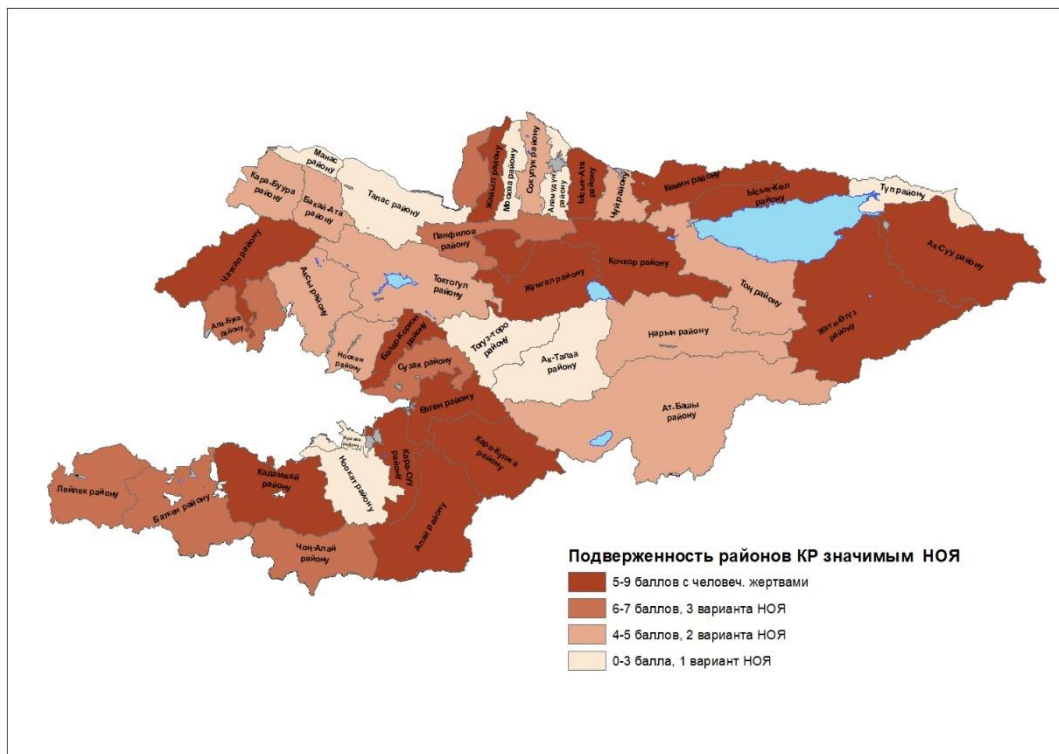 Манас
району
Кара-Буура
району
Бакай-Ата
району
Талас району
Жайыл району
Москва району
Сокулук району
Аламүдүн
району
Ысык-Ата
району
Чүй району
Кемин району
Ысык-Көл
району
Түп району
Ак-Суу району
Чаткал району
Панфилов
району
Аксы району
Токтогул
району
Жумгал району
Кочкор району
Тоң району
Жети-Өгүз
району
Ала-Бука
району
Ноокен
району
Базар-Коргон
району
Сузак району
Тогуз-торо
району
Ак-Талаа
району
Нарын району
Өзгөн району
Ат-Башы
району
Кара-Кулжа
району
Кара-Суу
району
Ноокат району
Кадамжай
району
Лейлек району
Баткен району
Алай району
Чоң-Алай
району
Подверженность районов КР значимым НОЯ
5-9 баллов с человеч. жертвами
6-7 баллов, 3 варианта НОЯ
4-5 баллов, 2 варианта НОЯ
0-3 балла, 1 вариант НОЯ